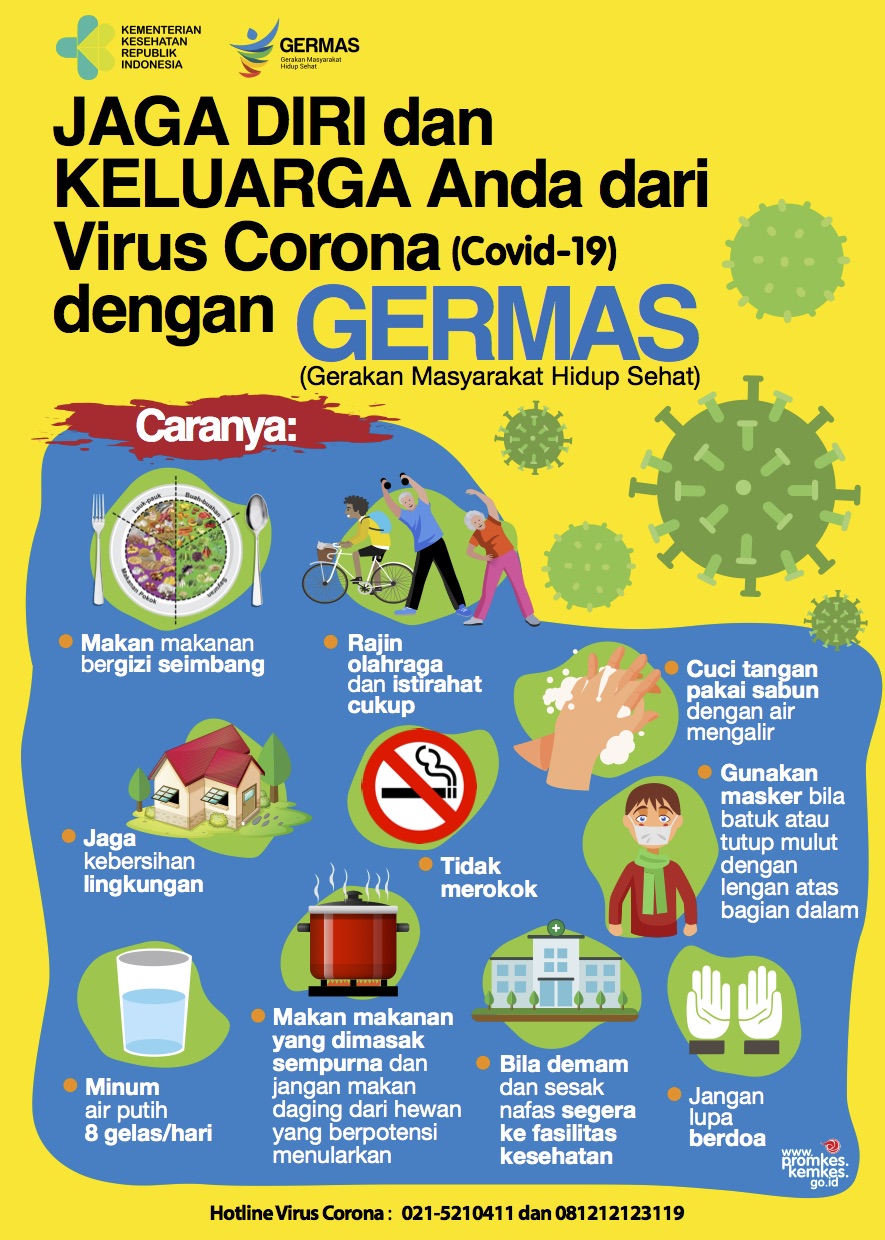 KEMENTERIAN
KESEHATAN
REPUBLIK
INDONESIA
GERMAS
Gerakan Masyarakat
Hidup Sehat
JAGA DIRI dan
KELUARGA Anda dari
Virus Corona (Covid-19)
dengan GERMAS
(Gerakan Masyarakat Hidup Sehat)
Caranya:
Lauk-pauk
Buah-buahan
Makanan Pokok
Sayuran
Makan makanan
bergizi seimbang
Rajin
olahraga
dan istirahat
cukup
Cuci tangan
pakai sabun
dengan air
mengalir
Jaga
kebersihan
lingkungan
Tidak
merokok
Gunakan
masker bila
batuk atau
tutup mulut
dengan
lengan atas
bagian dalam
Minum
air putih
8 gelas/hari
Makan makanan
yang dimasak
sempurna dan
jangan makan
daging dari hewan
yang berpotensi
menularkan
Bila demam
dan sesak
nafas segera
ke fasilitas
kesehatan
Jangan
lupa
berdoa
www.
promkes.
kemkes.
go.id
Hotline Virus Corona : 021-5210411 dan 081212123119